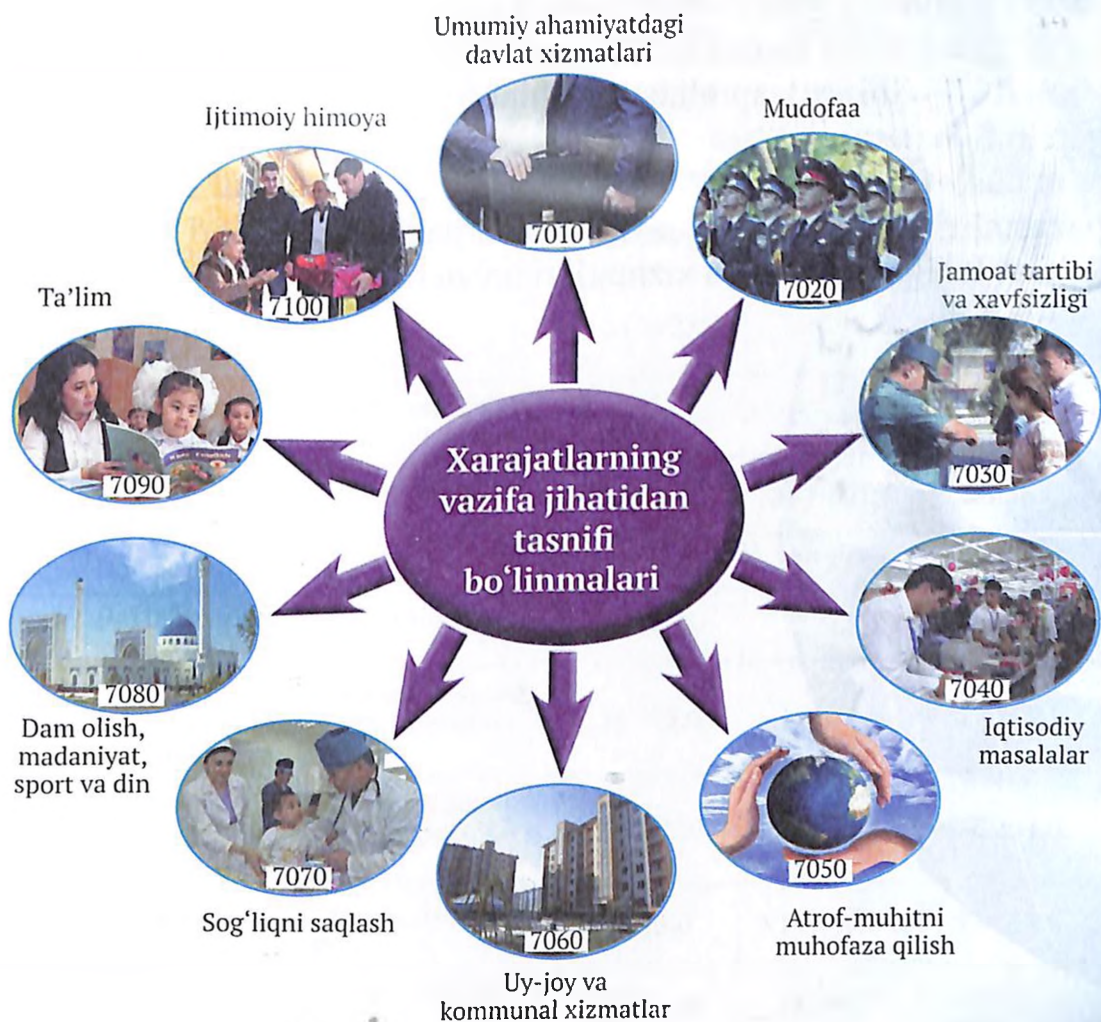 Umumiy ahamiyatdagi
davlat xizmatlari
7010
Mudofaa
7020
Jamoat tartibi
va xavfsizligi
7030
7040
Iqtisodiy
masalalar
7050
Atrof-muhitni
muhofaza qilish
7060
Uy-joy va
kommunal xizmatlar
7070
Sog‘liqni saqlash
7080
Dam olish,
madaniyat,
sport va din
Ta’lim
7090
Ijtimoiy himoya
7100
Xarajatlarning
vazifa jihatidan
tasnifi
bo‘linmalari